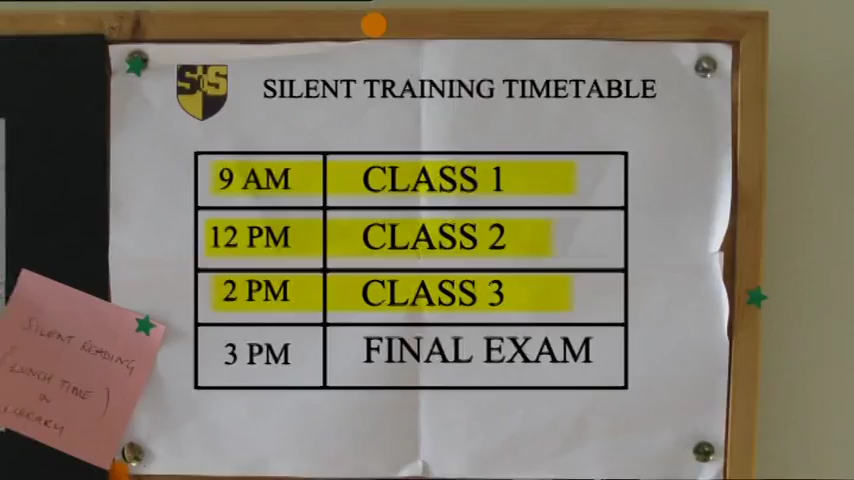 SCS
SILENT TRAINING TIMETABLE
9 AM CLASS 1
12 PM CLASS 2
2 PM CLASS 3
3 PM FINAL EXAM
SILENT READING
(LUNCH TIME)
LIBRARY